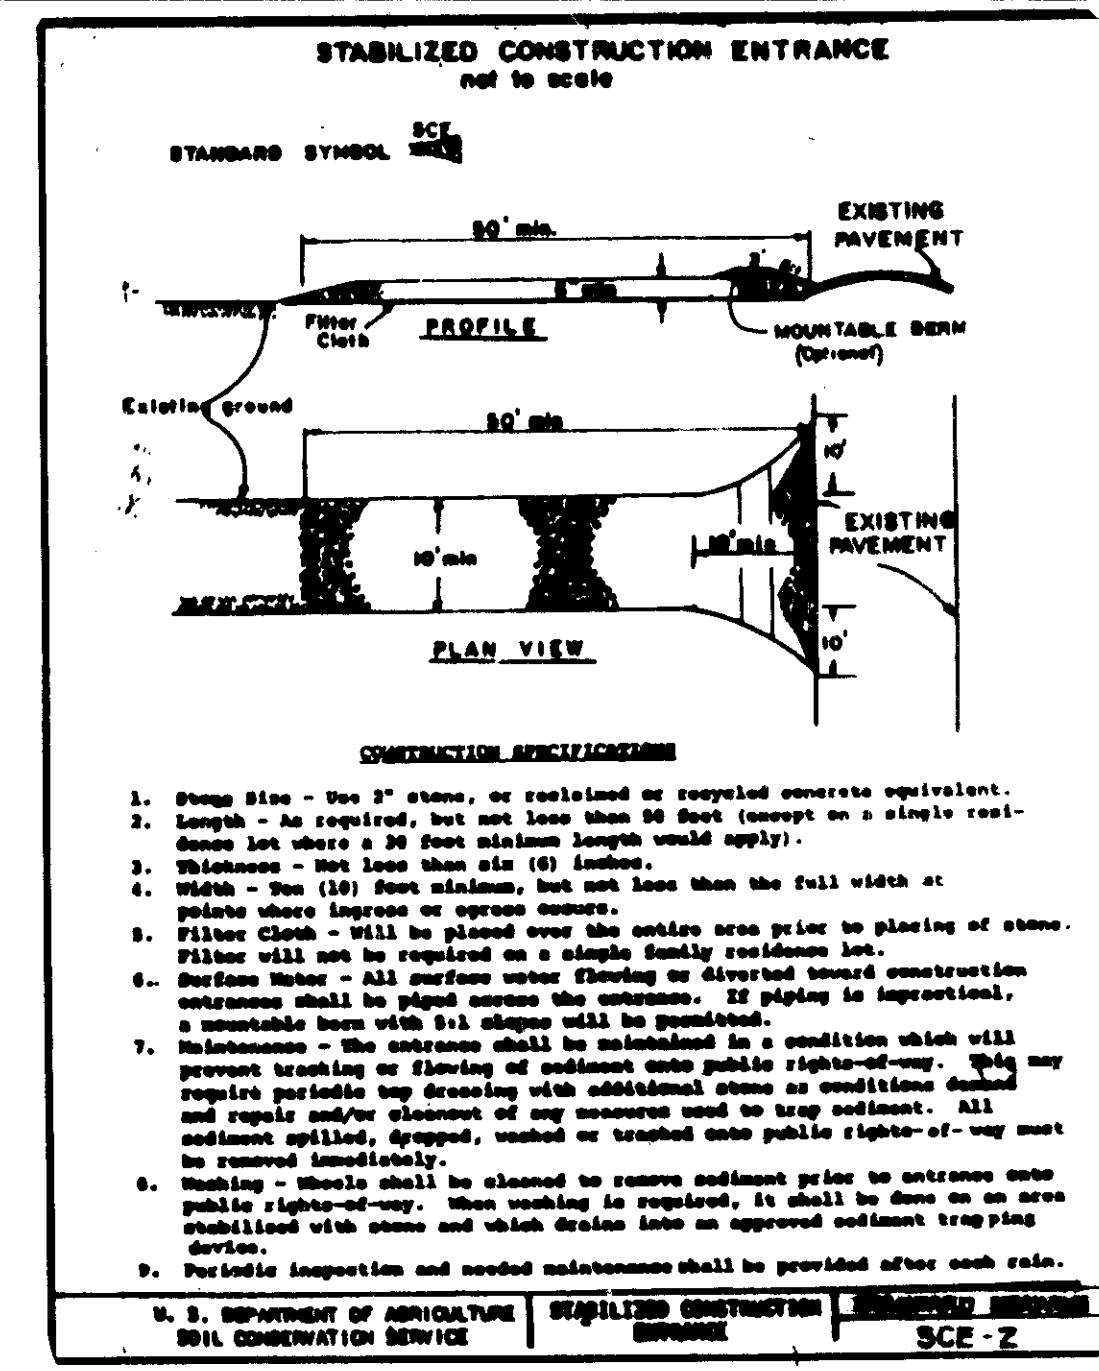 STABILIZED CONSTRUCTION ENTRANCE
not to scale
SCE
STANDARD SYMBOL
EXISTING
PAVEMENT
50' min.
2'
5:1
6" min
Filter
Cloth
PROFILE
MOUNTABLE BERM
(Optional)
Existing ground
50' min
10'
EXISTING
PAVEMENT
10' min
10' min
10'
PLAN VIEW
CONSTRUCTION SPECIFICATIONS
1. Stone Size - Use 2" stone, or reclaimed or recycled concrete equivalent.
2. Length - As required, but not less than 50 feet (except on a single resi-
dence lot where a 30 foot minimum length would apply).
3. Thickness - Not less than six (6) inches.
4. Width - Ten (10) foot minimum, but not less than the full width at
points where ingress or egress occurs.
5. Filter Cloth - Will be placed over the entire area prior to placing of stone.
Filter will not be required on a single family residence lot.
6. Surface Water - All surface water flowing or diverted toward construction
entrances shall be piped across the entrance. If piping is impractical,
a mountable berm with 5:1 slopes will be permitted.
7. Maintenance - The entrance shall be maintained in a condition which will
prevent tracking or flowing of sediment onto public rights-of-way. This may
require periodic top dressing with additional stone as conditions demand
and repair and/or cleanout of any measures used to trap sediment. All
sediment spilled, dropped, washed or tracked onto public rights-of-way must
be removed immediately.
8. Washing - Wheels shall be cleaned to remove sediment prior to entrance onto
public rights-of-way. When washing is required, it shall be done on an area
stabilized with stone and which drains into an approved sediment trapping
device.
9. Periodic inspection and needed maintenance shall be provided after each rain.
U. S. DEPARTMENT OF AGRICULTURE
SOIL CONSERVATION SERVICE
STABILIZED CONSTRUCTION
ENTRANCE
STANDARD DRAWING
SCE - 2